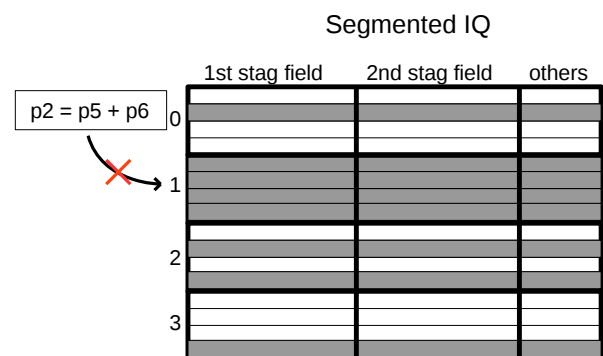 Segmented IQ
1st stag field 2nd stag field others
p2 = p5 + p6
0
1
2
3